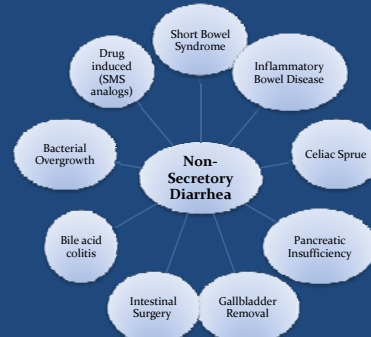 Short Bowel
Syndrome
Inflammatory
Bowel Disease
Celiac Sprue
Pancreatic
Insufficiency
Gallbladder
Removal
Intestinal
Surgery
Bile acid
colitis
Bacterial
Overgrowth
Drug
induced
(SMS
analogs)
Non-
Secretory
Diarrhea